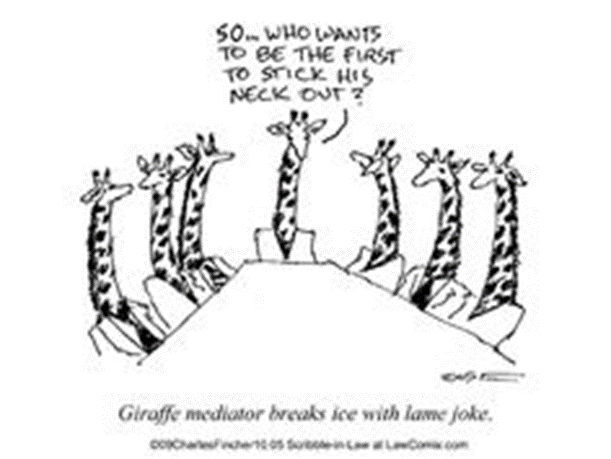 SO... WHO WANTS
TO BE THE FIRST
TO STICK HIS
NECK OUT?
Giraffe mediator breaks ice with lame joke.
©09CharlesFincher10.05 Scribble-in-Law at LawComix.com